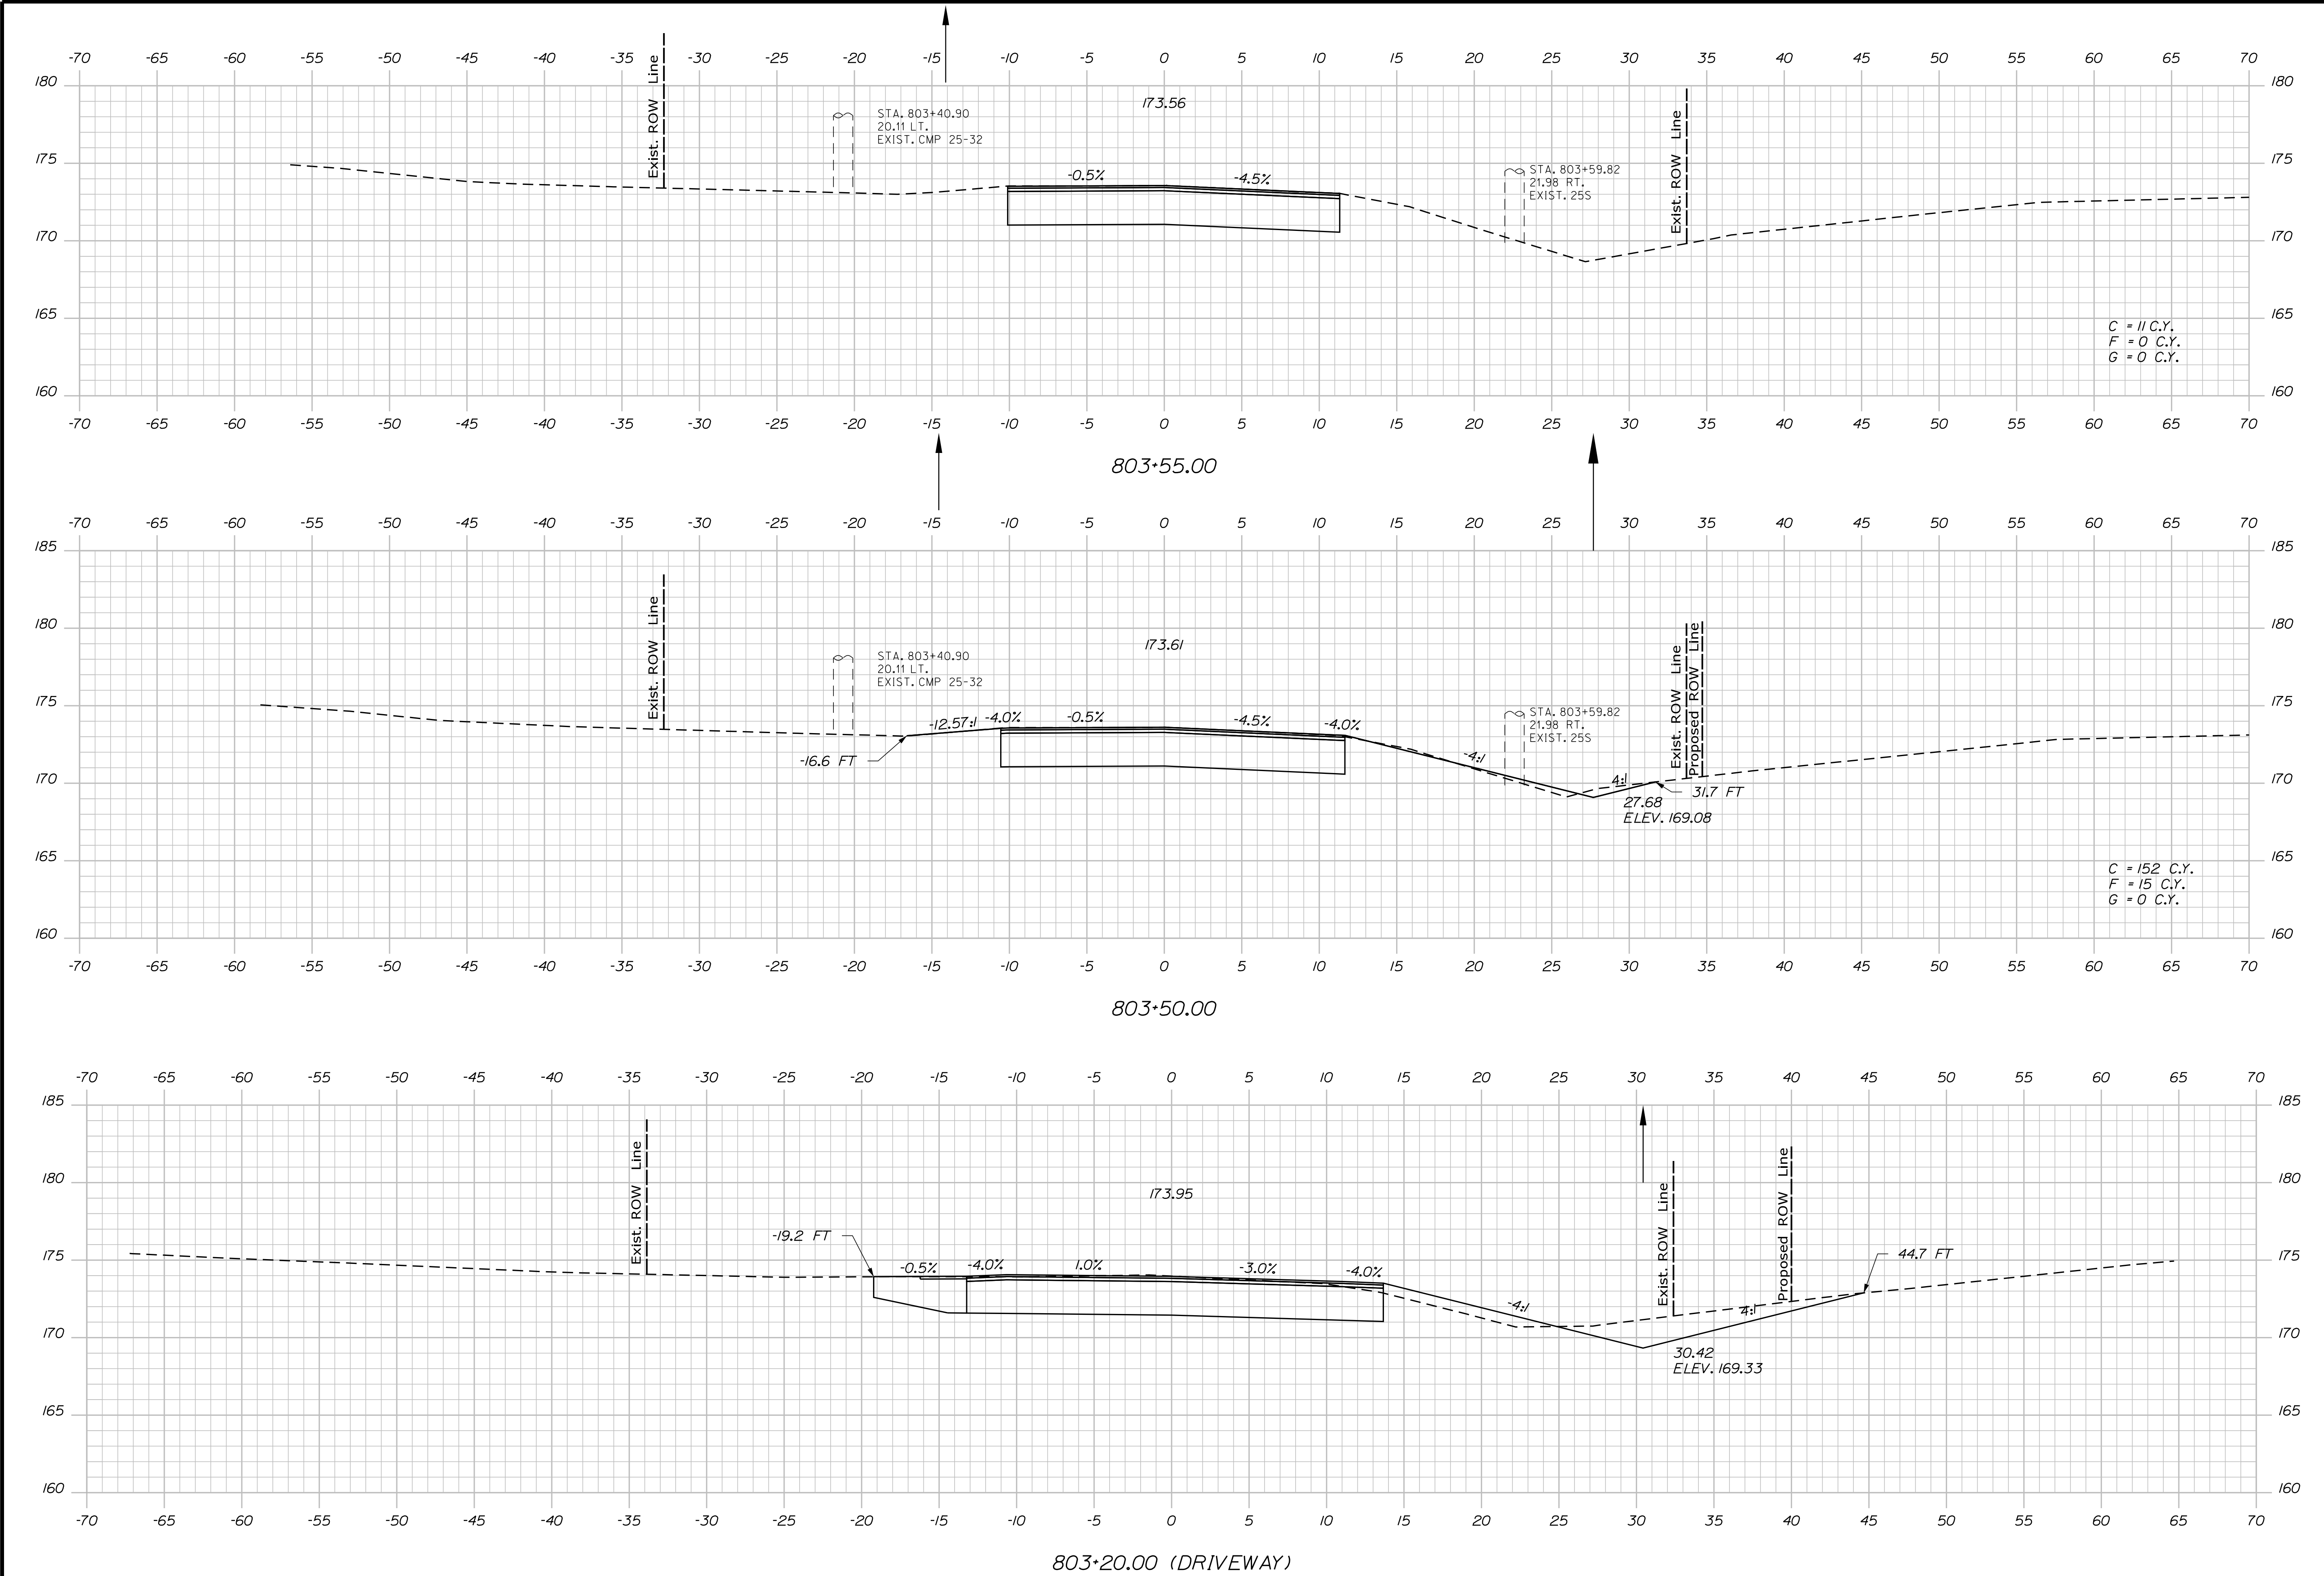 -70 -65 -60 -55 -50 -45 -40 -35 -30 -25 -20 -15 -10 -5 0 5 10 15 20 25 30 35 40 45 50 55 60 65 70
180 180
Exist. ROW Line
173.56
STA. 803+40.90
20.11 LT.
EXIST. CMP 25-32
Exist. ROW Line
175 175
-0.5% -4.5%
STA. 803+59.82
21.98 RT.
EXIST. 25S
170 170
165 165
C = 11 C.Y.
F = 0 C.Y.
G = 0 C.Y.
160 160
-70 -65 -60 -55 -50 -45 -40 -35 -30 -25 -20 -15 -10 -5 0 5 10 15 20 25 30 35 40 45 50 55 60 65 70
803+55.00
-70 -65 -60 -55 -50 -45 -40 -35 -30 -25 -20 -15 -10 -5 0 5 10 15 20 25 30 35 40 45 50 55 60 65 70
185 185
180 180
Exist. ROW Line
173.61
STA. 803+40.90
20.11 LT.
EXIST. CMP 25-32
Exist. ROW Line
Proposed ROW Line
175 175
-12.57:1 -4.0% -0.5% -4.5% -4.0%
STA. 803+59.82
21.98 RT.
EXIST. 25S
-16.6 FT
-4:1
4:1
170 170
31.7 FT
27.68
ELEV. 169.08
165 165
C = 152 C.Y.
F = 15 C.Y.
G = 0 C.Y.
160 160
-70 -65 -60 -55 -50 -45 -40 -35 -30 -25 -20 -15 -10 -5 0 5 10 15 20 25 30 35 40 45 50 55 60 65 70
803+50.00
-70 -65 -60 -55 -50 -45 -40 -35 -30 -25 -20 -15 -10 -5 0 5 10 15 20 25 30 35 40 45 50 55 60 65 70
185 185
180 180
Exist. ROW Line
173.95
Exist. ROW Line
Proposed ROW Line
-19.2 FT
44.7 FT
175 175
-0.5% -4.0% 1.0% -3.0% -4.0%
-4:1
4:1
170 170
30.42
ELEV. 169.33
165 165
160 160
-70 -65 -60 -55 -50 -45 -40 -35 -30 -25 -20 -15 -10 -5 0 5 10 15 20 25 30 35 40 45 50 55 60 65 70
803+20.00 (DRIVEWAY)